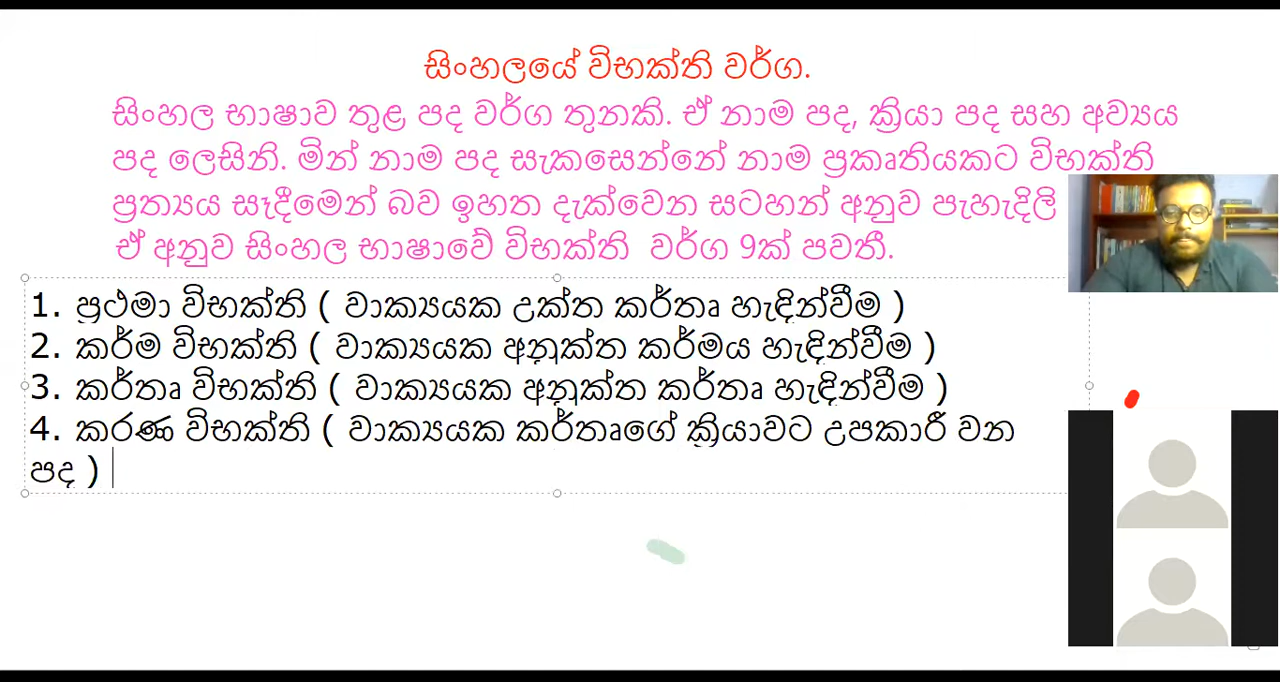 සිංහලයේ විභක්ති වර්ග.
සිංහල භාෂාව තුළ පද වර්ග තුනකි. ඒ නාම පද, ක්‍රියා පද සහ අව්‍යය
පද ලෙසිනි. මින් නාම පද සැකසෙන්නේ නාම ප්‍රකෘතියකට විභක්ති
ප්‍රත්‍යය සෑදීමෙන් බව ඉහත දැක්වෙන සටහන් අනුව පැහැදිලි
ඒ අනුව සිංහල භාෂාවේ විභක්ති වර්ග 9ක් පවතී.
1. ප්‍රථමා විභක්ති ( වාක්‍යයක උක්ත කර්තෘ හැඳින්වීම )
2. කර්ම විභක්ති ( වාක්‍යයක අනුක්ත කර්මය හැඳින්වීම )
3. කර්තෘ විභක්ති ( වාක්‍යයක අනුක්ත කර්තෘ හැඳින්වීම )
4. කරණ විභක්ති ( වාක්‍යයක කර්තෘගේ ක්‍රියාවට උපකාරී වන
පද )